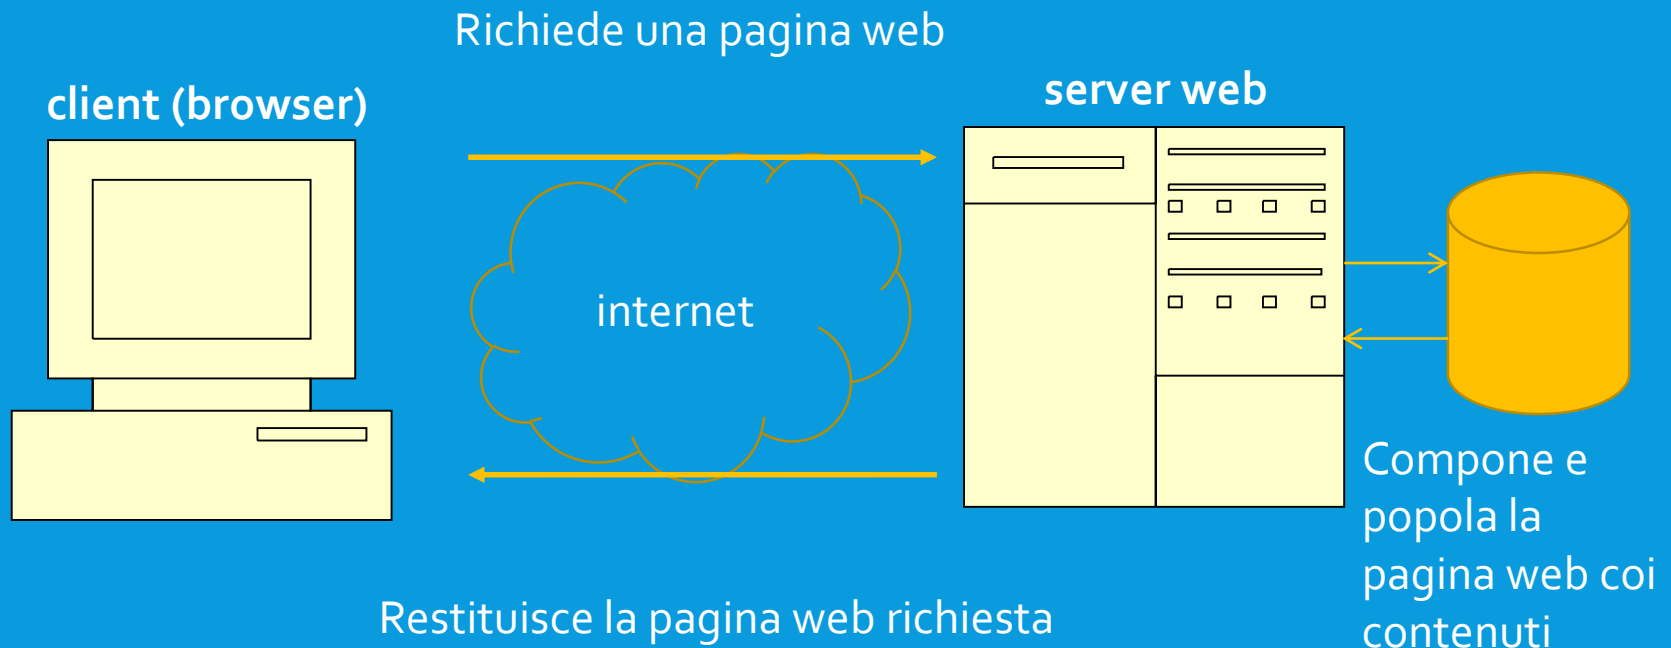 Richiede una pagina web
client (browser)
server web
internet
Compone e
popola la
pagina web coi
contenuti
Restituisce la pagina web richiesta